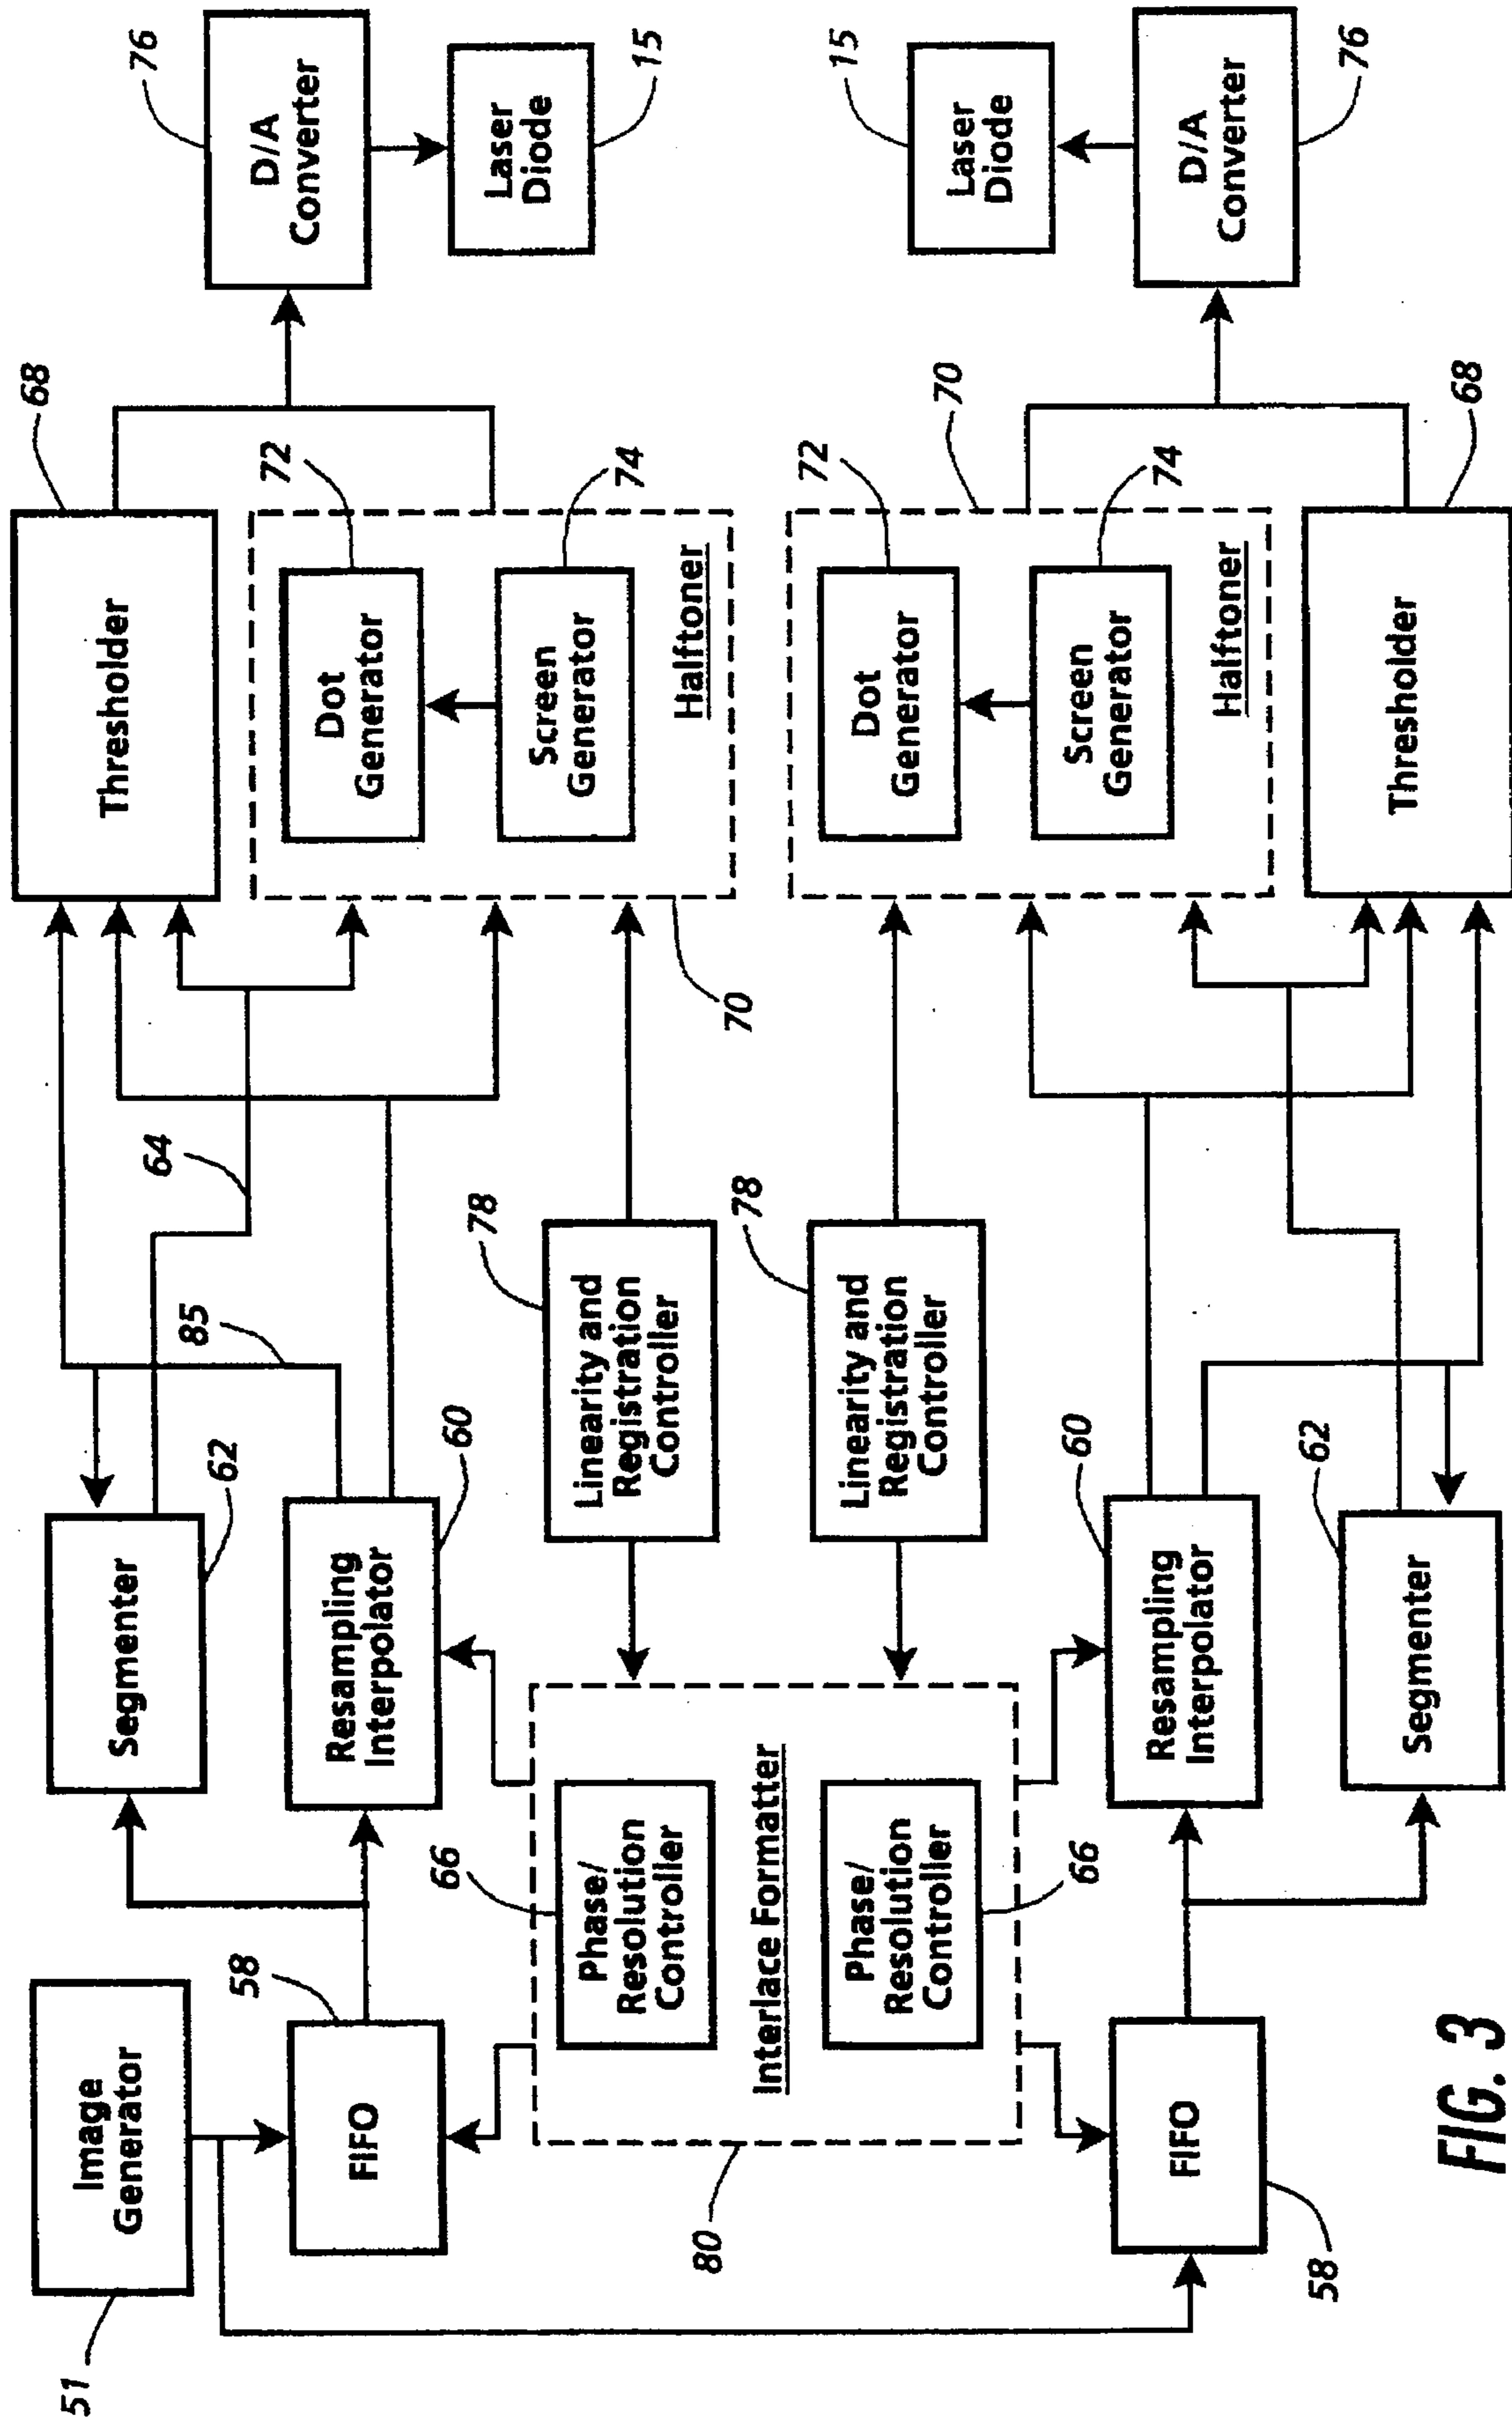 51
Image
Generator
58
FIFO
Segmenter
62
Resampling
Interpolator
60
85
64
Thresholder
68
72
Dot
Generator
74
Screen
Generator
Halftoner
70
76
D/A
Converter
Laser
Diode
15
80
Interlace Formatter
66
Phase/
Resolution
Controller
Phase/
Resolution
Controller
66
78
Linearity and
Registration
Controller
78
Linearity and
Registration
Controller
FIFO
58
60
Resampling
Interpolator
62
Segmenter
70
72
Dot
Generator
74
Screen
Generator
Halftoner
Thresholder
68
15
Laser
Diode
D/A
Converter
76
FIG. 3